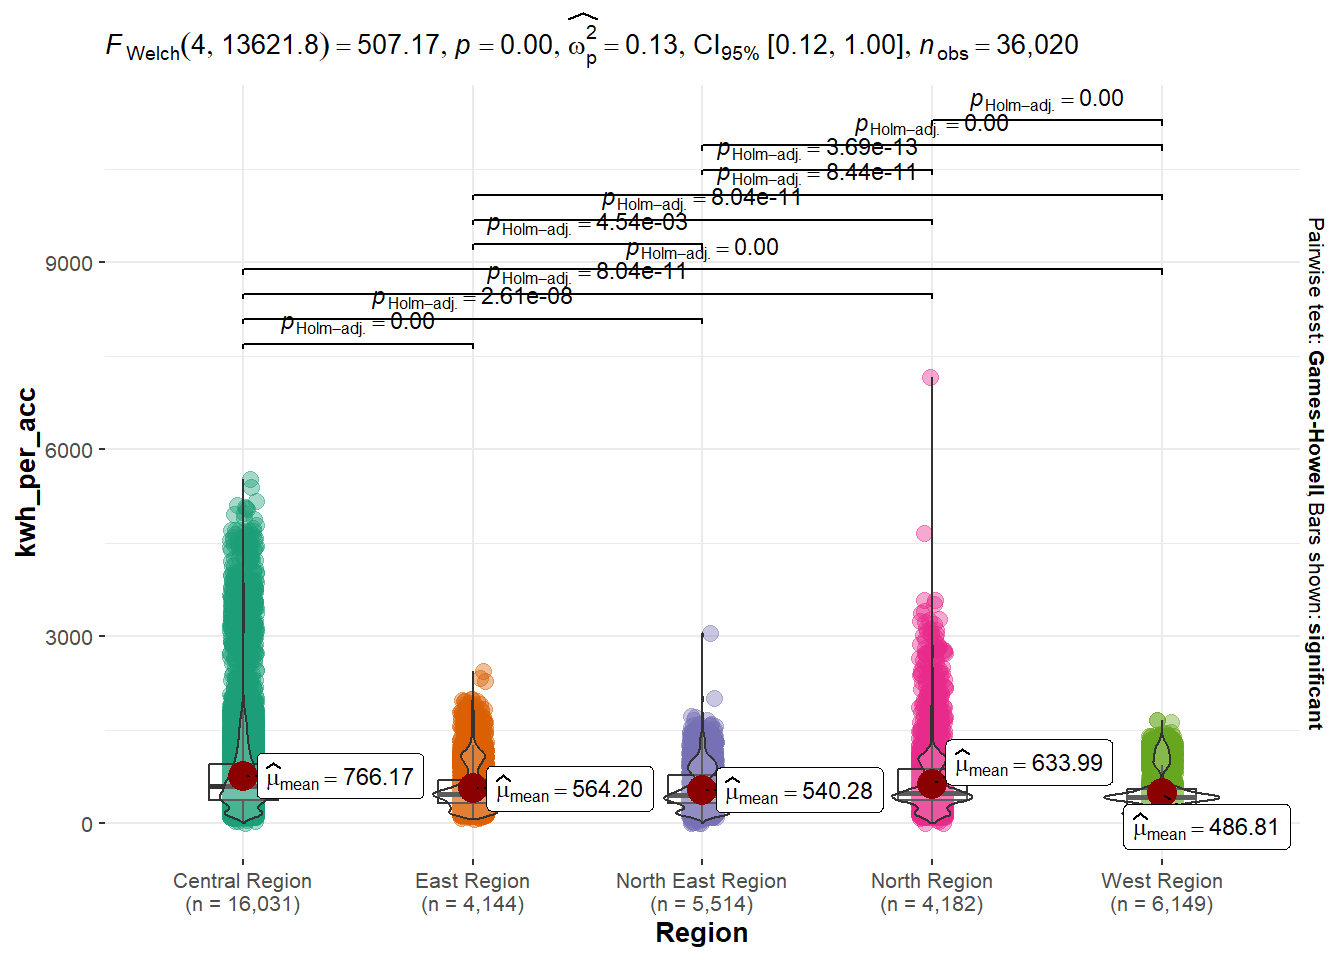 F Welch(4, 13621.8) = 507.17, p = 0.00, ω̂²p = 0.13, CI95% [0.12, 1.00], nobs = 36,020
pHolm–adj. = 0.00
pHolm–adj. = 0.00
pHolm–adj. = 3.69e-13
pHolm–adj. = 8.44e-11
pHolm–adj. = 8.04e-11
pHolm–adj. = 4.54e-03
pHolm–adj. = 0.00
pHolm–adj. = 8.04e-11
pHolm–adj. = 2.61e-08
pHolm–adj. = 0.00
9000
6000
3000
0
kwh_per_acc
Pairwise test: Games-Howell, Bars shown: significant
μ̂mean = 766.17
μ̂mean = 564.20
μ̂mean = 540.28
μ̂mean = 633.99
μ̂mean = 486.81
Central Region
(n = 16,031)
East Region
(n = 4,144)
North East Region
(n = 5,514)
North Region
(n = 4,182)
West Region
(n = 6,149)
Region